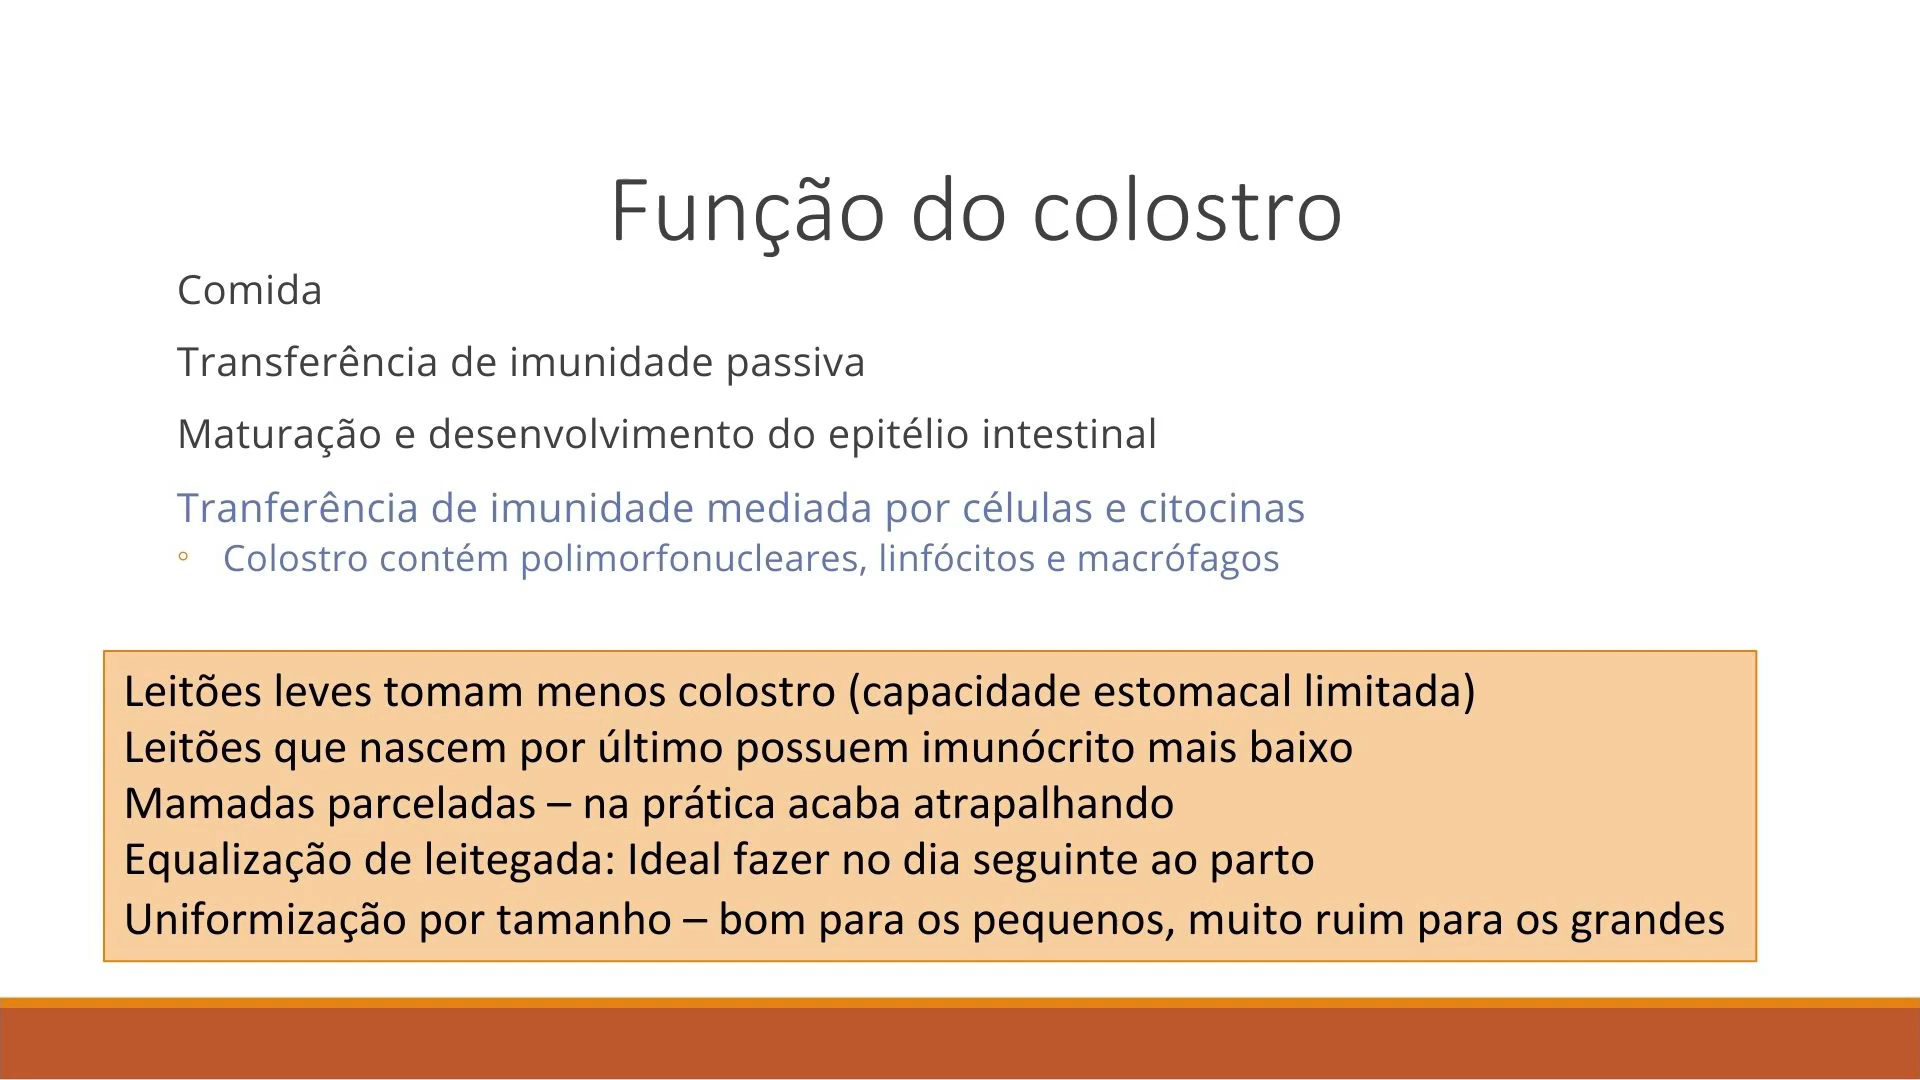 Função do colostro
Comida
Transferência de imunidade passiva
Maturação e desenvolvimento do epitélio intestinal
Tranferência de imunidade mediada por células e citocinas
◦ Colostro contém polimorfonucleares, linfócitos e macrófagos
Leitões leves tomam menos colostro (capacidade estomacal limitada)
Leitões que nascem por último possuem imunócrito mais baixo
Mamadas parceladas – na prática acaba atrapalhando
Equalização de leitegada: Ideal fazer no dia seguinte ao parto
Uniformização por tamanho – bom para os pequenos, muito ruim para os grandes